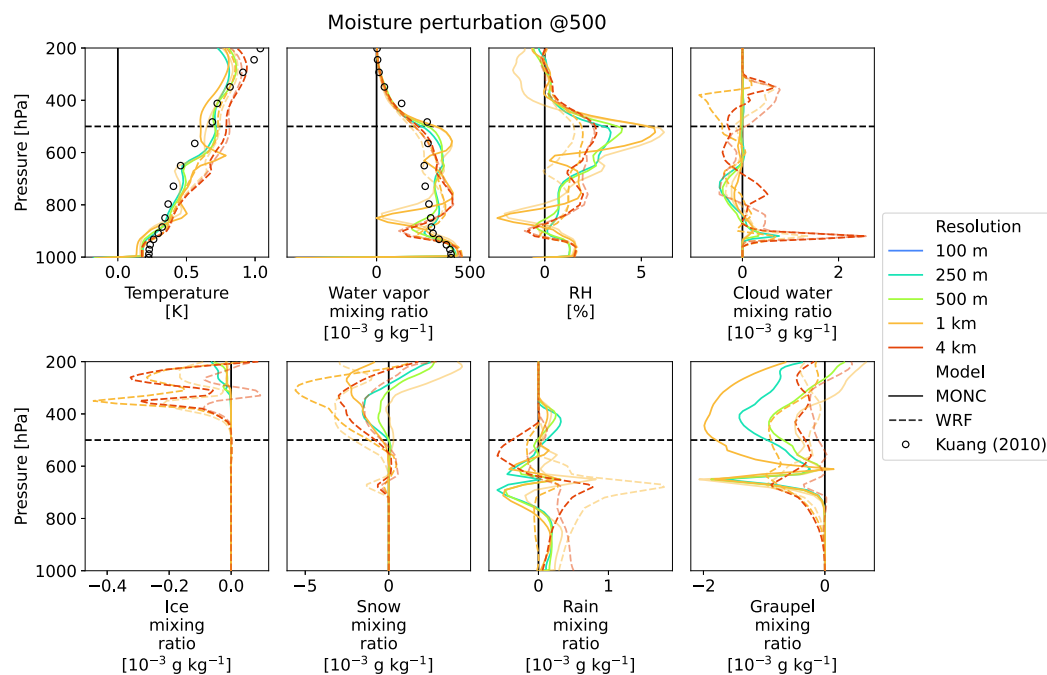 Moisture perturbation @500
Pressure [hPa]
200
400
600
800
1000
0.0
0.5
1.0
Temperature
[K]
0
500
Water vapor
mixing ratio
[10⁻³ g kg⁻¹]
0
5
RH
[%]
0
2
Cloud water
mixing ratio
[10⁻³ g kg⁻¹]
Resolution
100 m
250 m
500 m
1 km
4 km
Model
MONC
WRF
Kuang (2010)
Pressure [hPa]
200
400
600
800
1000
−0.4
−0.2
0.0
Ice
mixing
ratio
[10⁻³ g kg⁻¹]
−5
0
Snow
mixing
ratio
[10⁻³ g kg⁻¹]
0
1
Rain
mixing
ratio
[10⁻³ g kg⁻¹]
−2
0
Graupel
mixing
ratio
[10⁻³ g kg⁻¹]